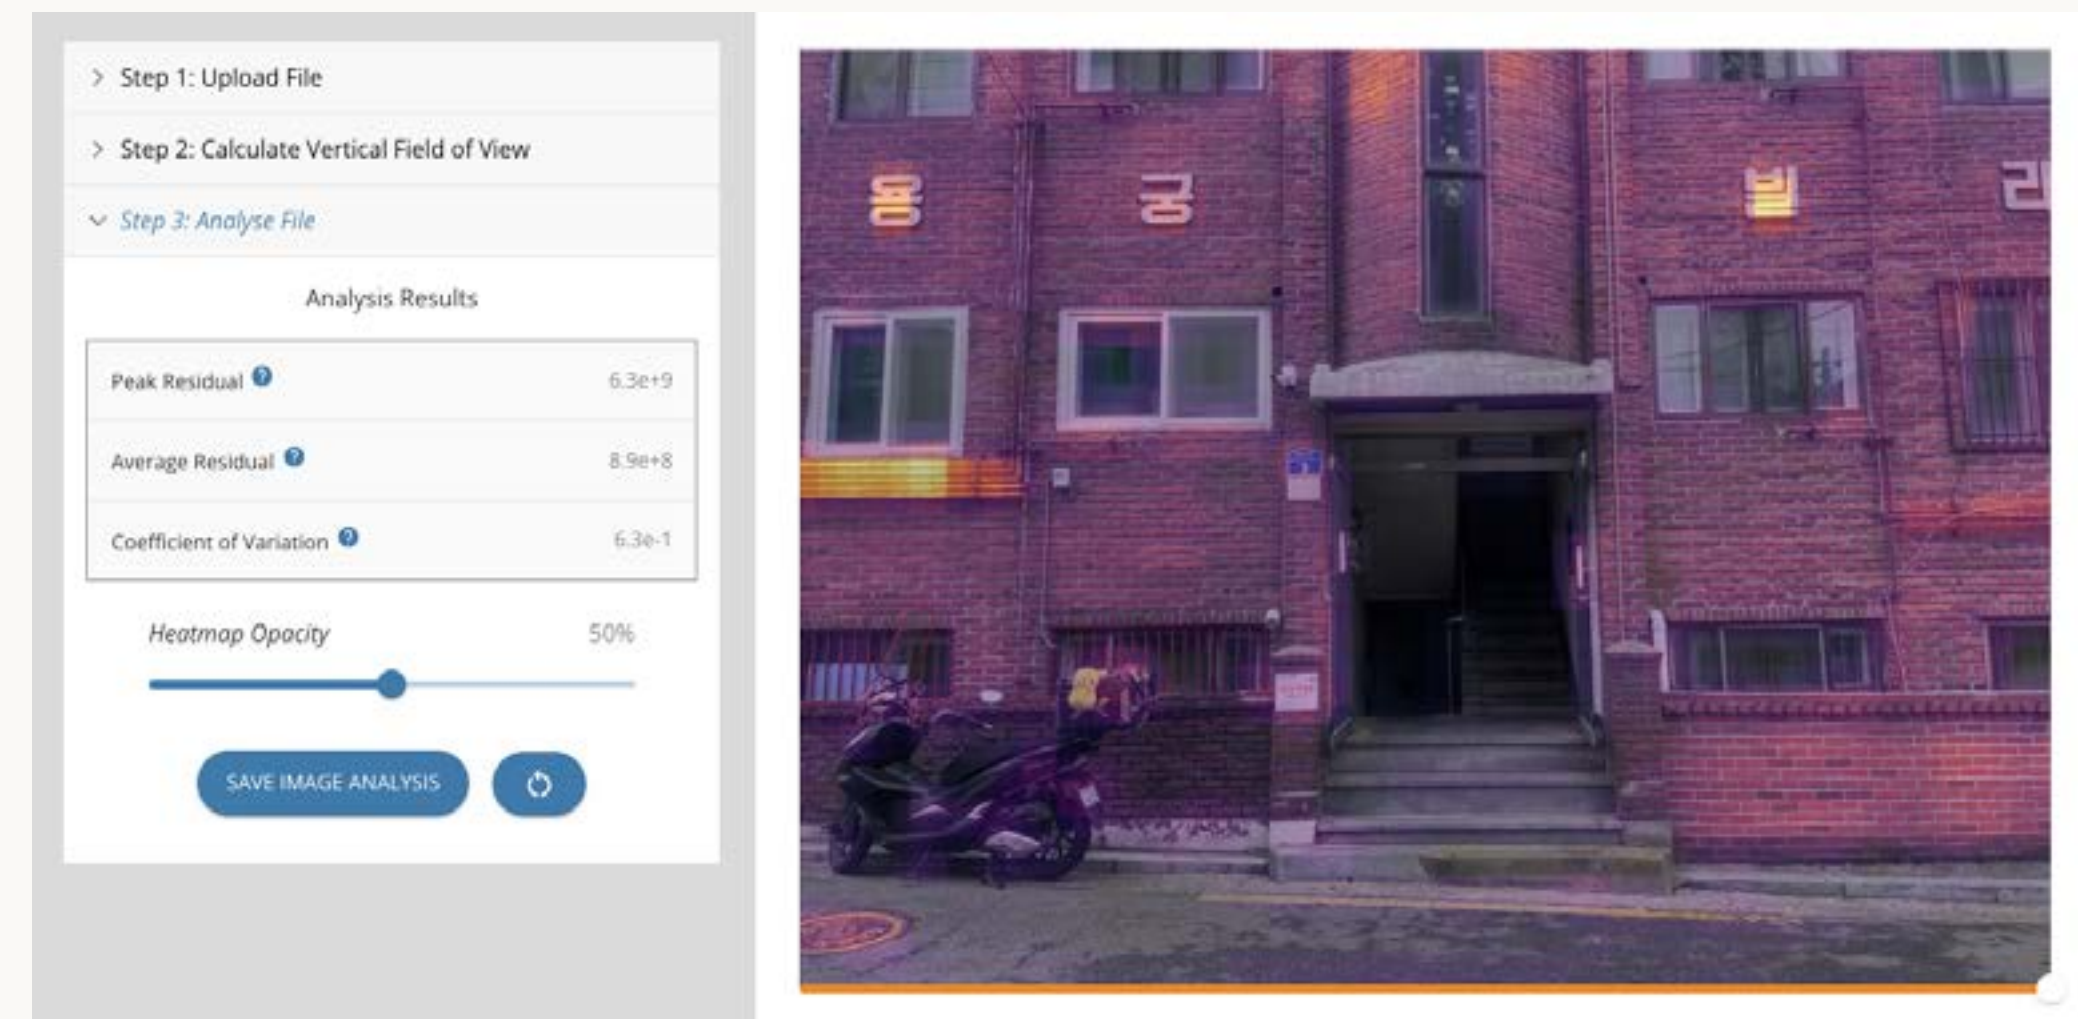 Step 1: Upload File
Step 2: Calculate Vertical Field of View
Step 3: Analyse File
Analysis Results
Peak Residual ? 6.3e+9
Average Residual ? 8.9e+8
Coefficient of Variation ? 6.3e-1
Heatmap Opacity 50%
SAVE IMAGE ANALYSIS
용궁빌라